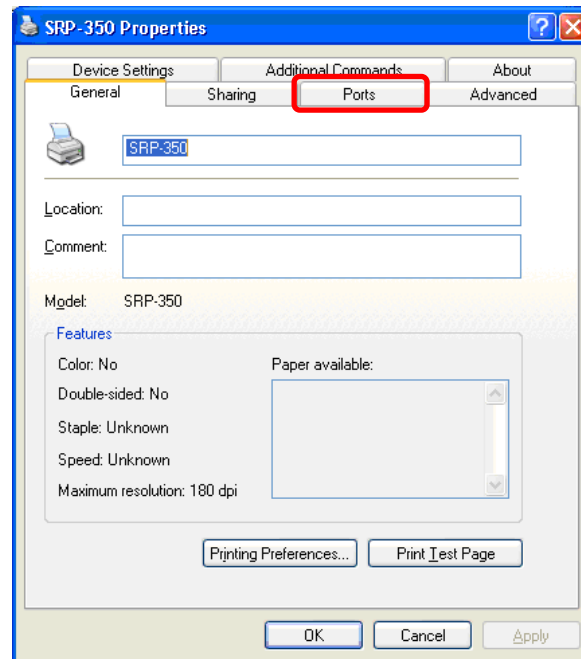 SRP-350 Properties
Device Settings Additional Commands About
General Sharing Ports Advanced
SRP-350
Location:
Comment:
Model: SRP-350
Features
Color: No Paper available:
Double-sided: No
Staple: Unknown
Speed: Unknown
Maximum resolution: 180 dpi
Printing Preferences... Print Test Page
OK Cancel Apply